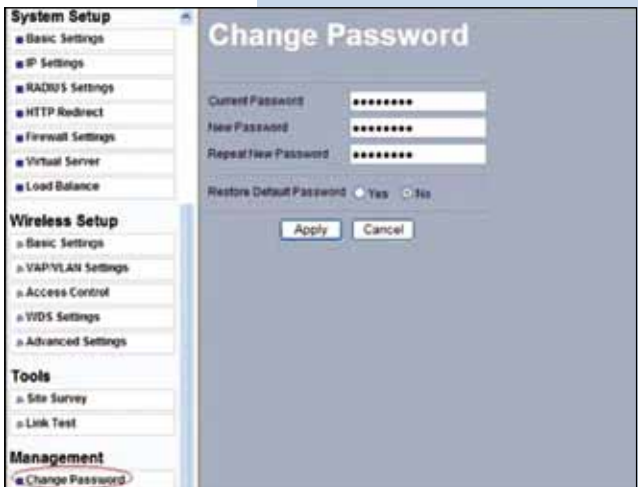 System Setup
Basic Settings
IP Settings
RADIUS Settings
HTTP Redirect
Firewall Settings
Virtual Server
Load Balance
Wireless Setup
Basic Settings
VAP/VLAN Settings
Access Control
WDS Settings
Advanced Settings
Tools
Site Survey
Link Test
Management
Change Password
Change Password
Current Password ●●●●●●●●
New Password ●●●●●●●●
Repeat New Password ●●●●●●●●
Restore Default Password Yes No
Apply Cancel